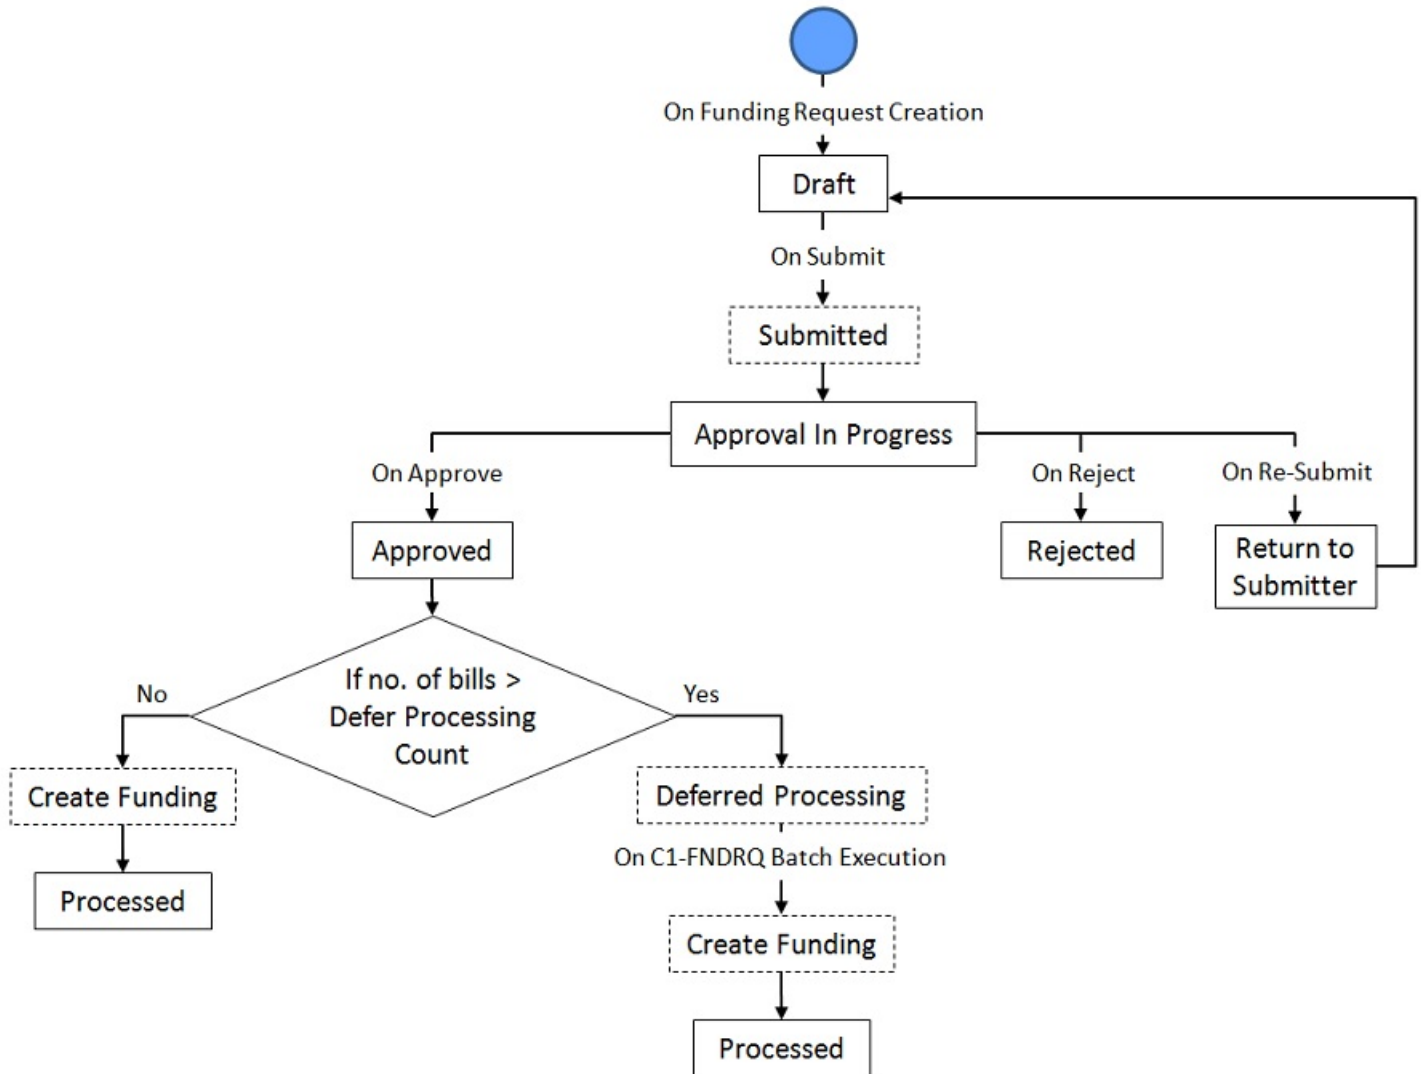 On Funding Request Creation
Draft
On Submit
Submitted
Approval In Progress
On Approve
On Reject
On Re-Submit
Approved
Rejected
Return to
Submitter
If no. of bills >
Defer Processing
Count
No
Yes
Create Funding
Deferred Processing
On C1-FNDRQ Batch Execution
Processed
Create Funding
Processed